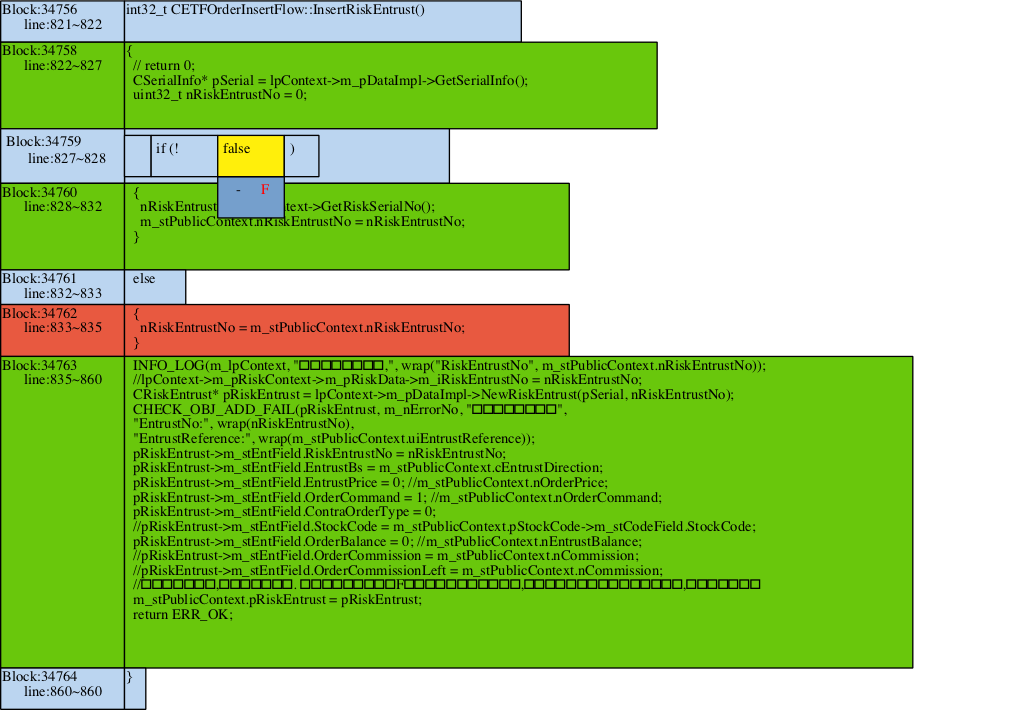 Block:34756
line:821~822
int32_t CETFOrderInsertFlow::InsertRiskEntrust()
Block:34758
line:822~827
{
// return 0;
CSerialInfo* pSerial = lpContext->m_pDataImpl->GetSerialInfo();
uint32_t nRiskEntrustNo = 0;
Block:34759
line:827~828
if (! false )
- F
Block:34760
line:828~832
{
nRiskEntrust text->GetRiskSerialNo();
m_stPublicContext.nRiskEntrustNo = nRiskEntrustNo;
}
Block:34761
line:832~833
else
Block:34762
line:833~835
{
nRiskEntrustNo = m_stPublicContext.nRiskEntrustNo;
}
Block:34763
line:835~860
INFO_LOG(m_lpContext, "□□□□□□□□,", wrap("RiskEntrustNo", m_stPublicContext.nRiskEntrustNo));
//lpContext->m_pRiskContext->m_pRiskData->m_iRiskEntrustNo = nRiskEntrustNo;
CRiskEntrust* pRiskEntrust = lpContext->m_pDataImpl->NewRiskEntrust(pSerial, nRiskEntrustNo);
CHECK_OBJ_ADD_FAIL(pRiskEntrust, m_nErrorNo, "□□□□□□□□",
"EntrustNo:", wrap(nRiskEntrustNo),
"EntrustReference:", wrap(m_stPublicContext.uiEntrustReference));
pRiskEntrust->m_stEntField.RiskEntrustNo = nRiskEntrustNo;
pRiskEntrust->m_stEntField.EntrustBs = m_stPublicContext.cEntrustDirection;
pRiskEntrust->m_stEntField.EntrustPrice = 0; //m_stPublicContext.nOrderPrice;
pRiskEntrust->m_stEntField.OrderCommand = 1; //m_stPublicContext.nOrderCommand;
pRiskEntrust->m_stEntField.ContraOrderType = 0;
//pRiskEntrust->m_stEntField.StockCode = m_stPublicContext.pStockCode->m_stCodeField.StockCode;
pRiskEntrust->m_stEntField.OrderBalance = 0; //m_stPublicContext.nEntrustBalance;
//pRiskEntrust->m_stEntField.OrderCommission = m_stPublicContext.nCommission;
//pRiskEntrust->m_stEntField.OrderCommissionLeft = m_stPublicContext.nCommission;
m_stPublicContext.pRiskEntrust = pRiskEntrust;
return ERR_OK;
Block:34764
line:860~860
}